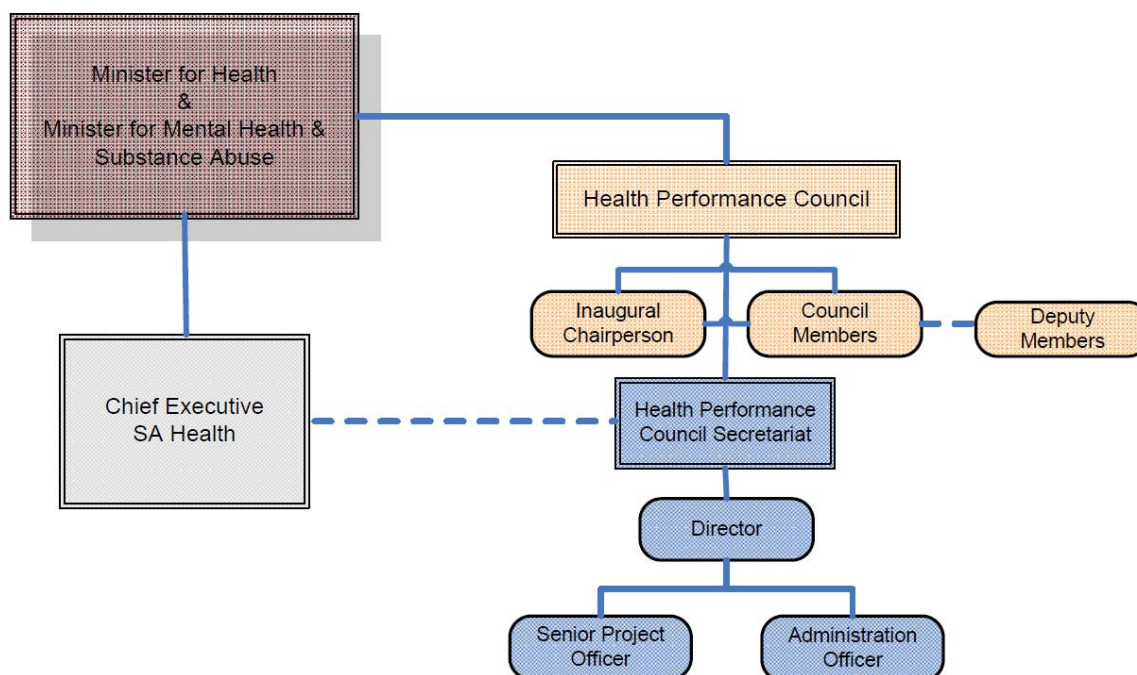 Minister for Health
&
Minister for Mental Health &
Substance Abuse
Health Performance Council
Inaugural
Chairperson
Council
Members
Deputy
Members
Chief Executive
SA Health
Health Performance
Council Secretariat
Director
Senior Project
Officer
Administration
Officer